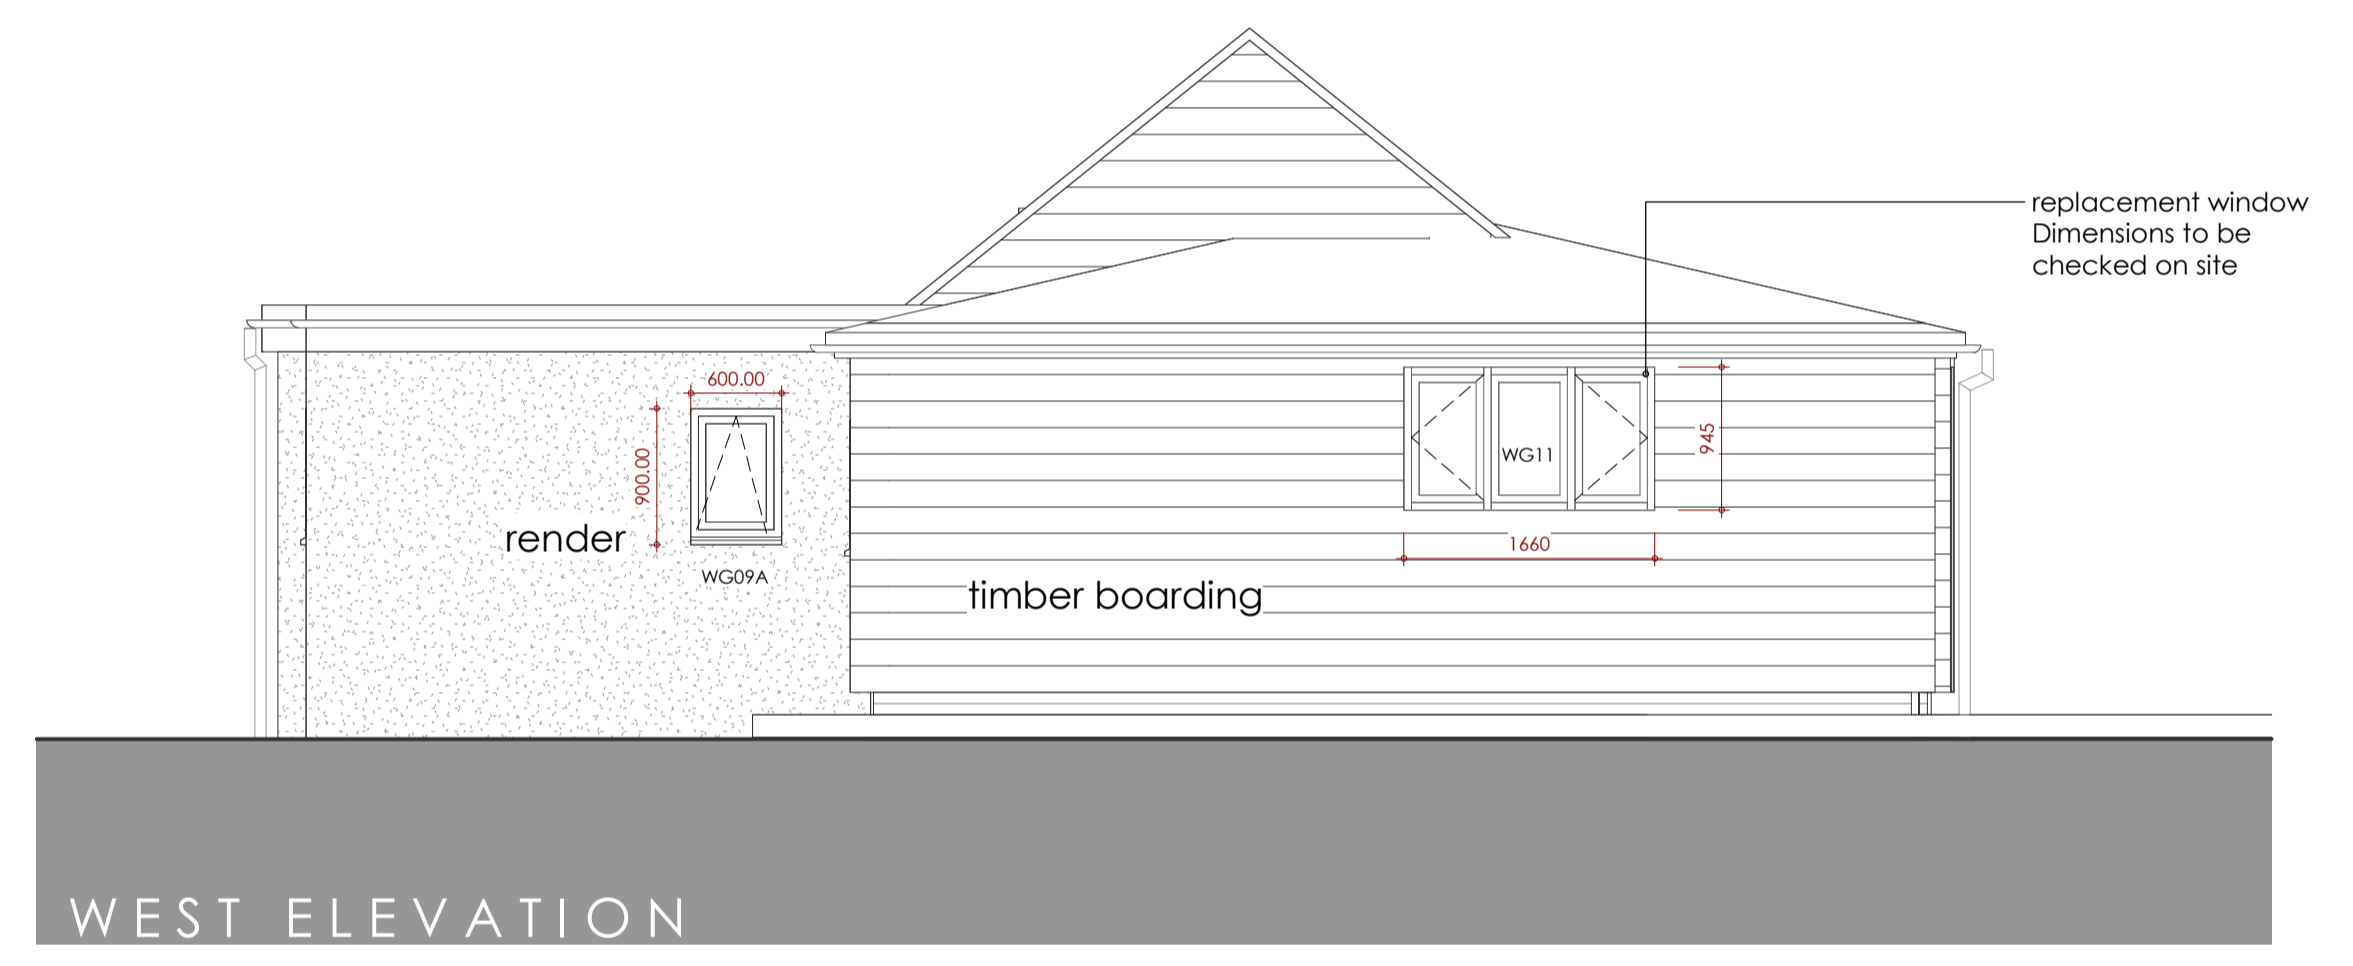 replacement window
Dimensions to be
checked on site
600.00
900.00
render
WG09A
WG11
945
1660
timber boarding
WEST ELEVATION